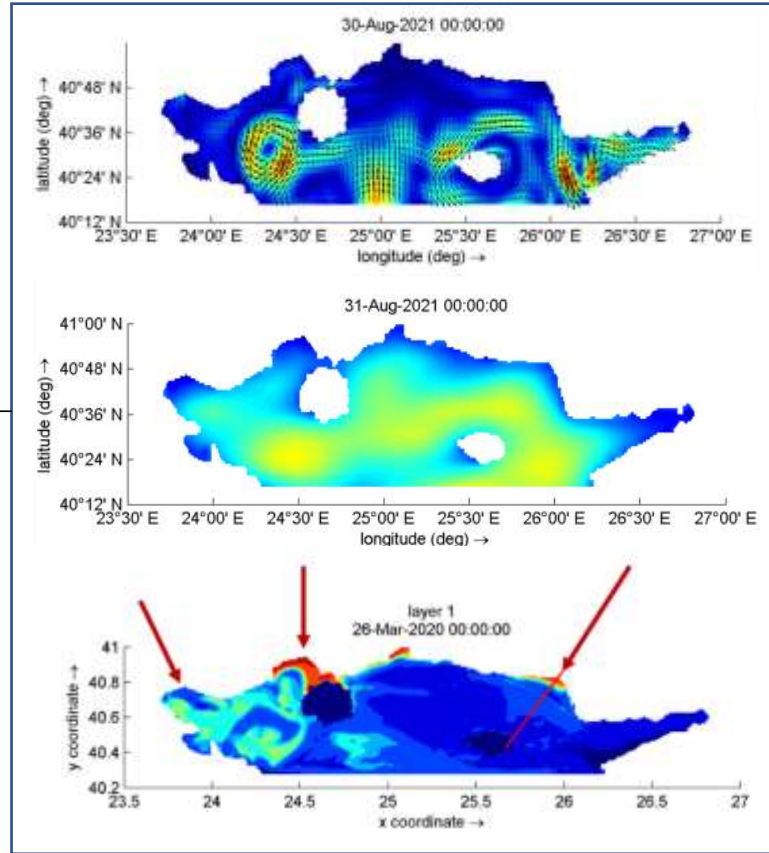 30-Aug-2021 00:00:00
40°48' N
40°36' N
40°24' N
40°12' N
latitude (deg) →
23°30' E 24°00' E 24°30' E 25°00' E 25°30' E 26°00' E 26°30' E 27°00' E
longitude (deg) →
31-Aug-2021 00:00:00
41°00' N
40°48' N
40°36' N
40°24' N
40°12' N
latitude (deg) →
23°30' E 24°00' E 24°30' E 25°00' E 25°30' E 26°00' E 26°30' E 27°00' E
longitude (deg) →
layer 1
26-Mar-2020 00:00:00
41
40.8
40.6
40.4
40.2
y coordinate →
23.5 24 24.5 25 25.5 26 26.5 27
x coordinate →